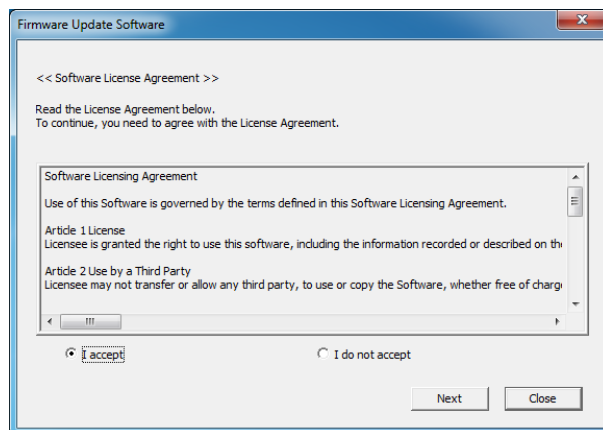 Firmware Update Software
<< Software License Agreement >>
Read the License Agreement below.
To continue, you need to agree with the License Agreement.
Software Licensing Agreement
Use of this Software is governed by the terms defined in this Software Licensing Agreement.
Article 1 License
Licensee is granted the right to use this software, including the information recorded or described on
Article 2 Use by a Third Party
Licensee may not transfer or allow any third party, to use or copy the Software, whether free of
I accept
I do not accept
Next
Close